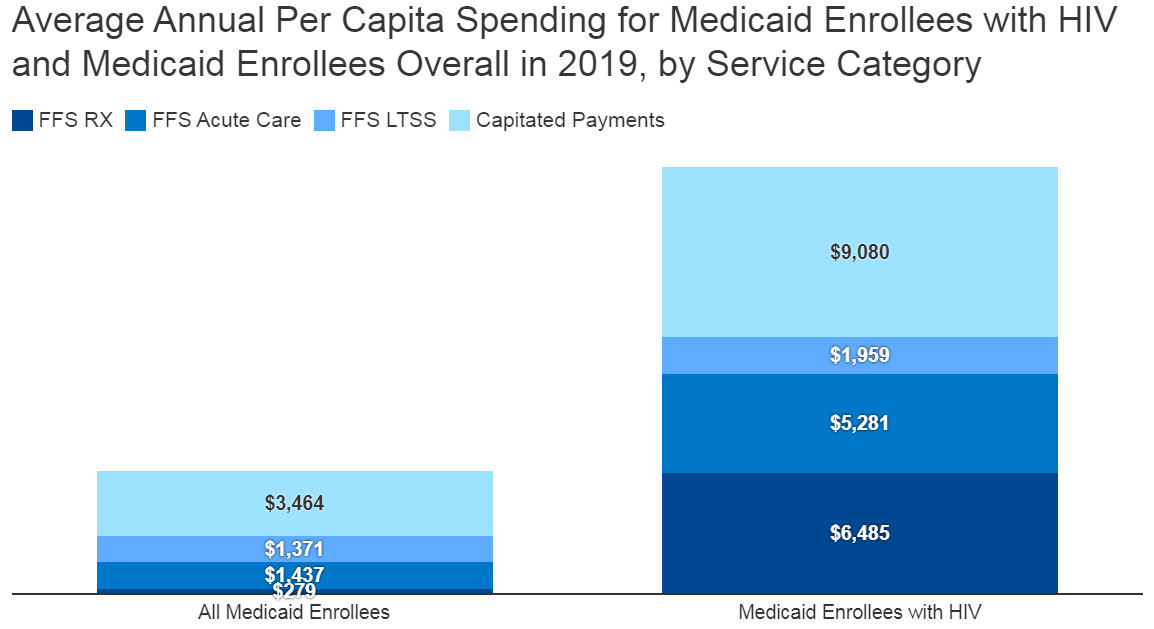 Average Annual Per Capita Spending for Medicaid Enrollees with HIV
and Medicaid Enrollees Overall in 2019, by Service Category
FFS RX FFS Acute Care FFS LTSS Capitated Payments
$9,080
$1,959
$5,281
$6,485
$3,464
$1,371
$1,437
$279
All Medicaid Enrollees
Medicaid Enrollees with HIV